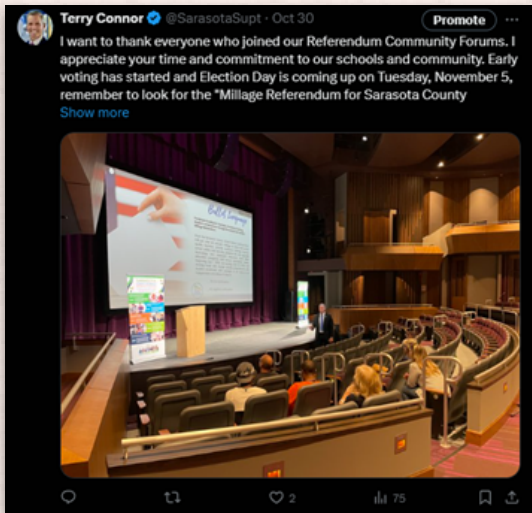 Terry Connor @SarasotaSupt · Oct 30
Promote
I want to thank everyone who joined our Referendum Community Forums. I
appreciate your time and commitment to our schools and community. Early
voting has started and Election Day is coming up on Tuesday, November 5,
remember to look for the "Millage Referendum for Sarasota County
Show more
Ballot Language
2
75